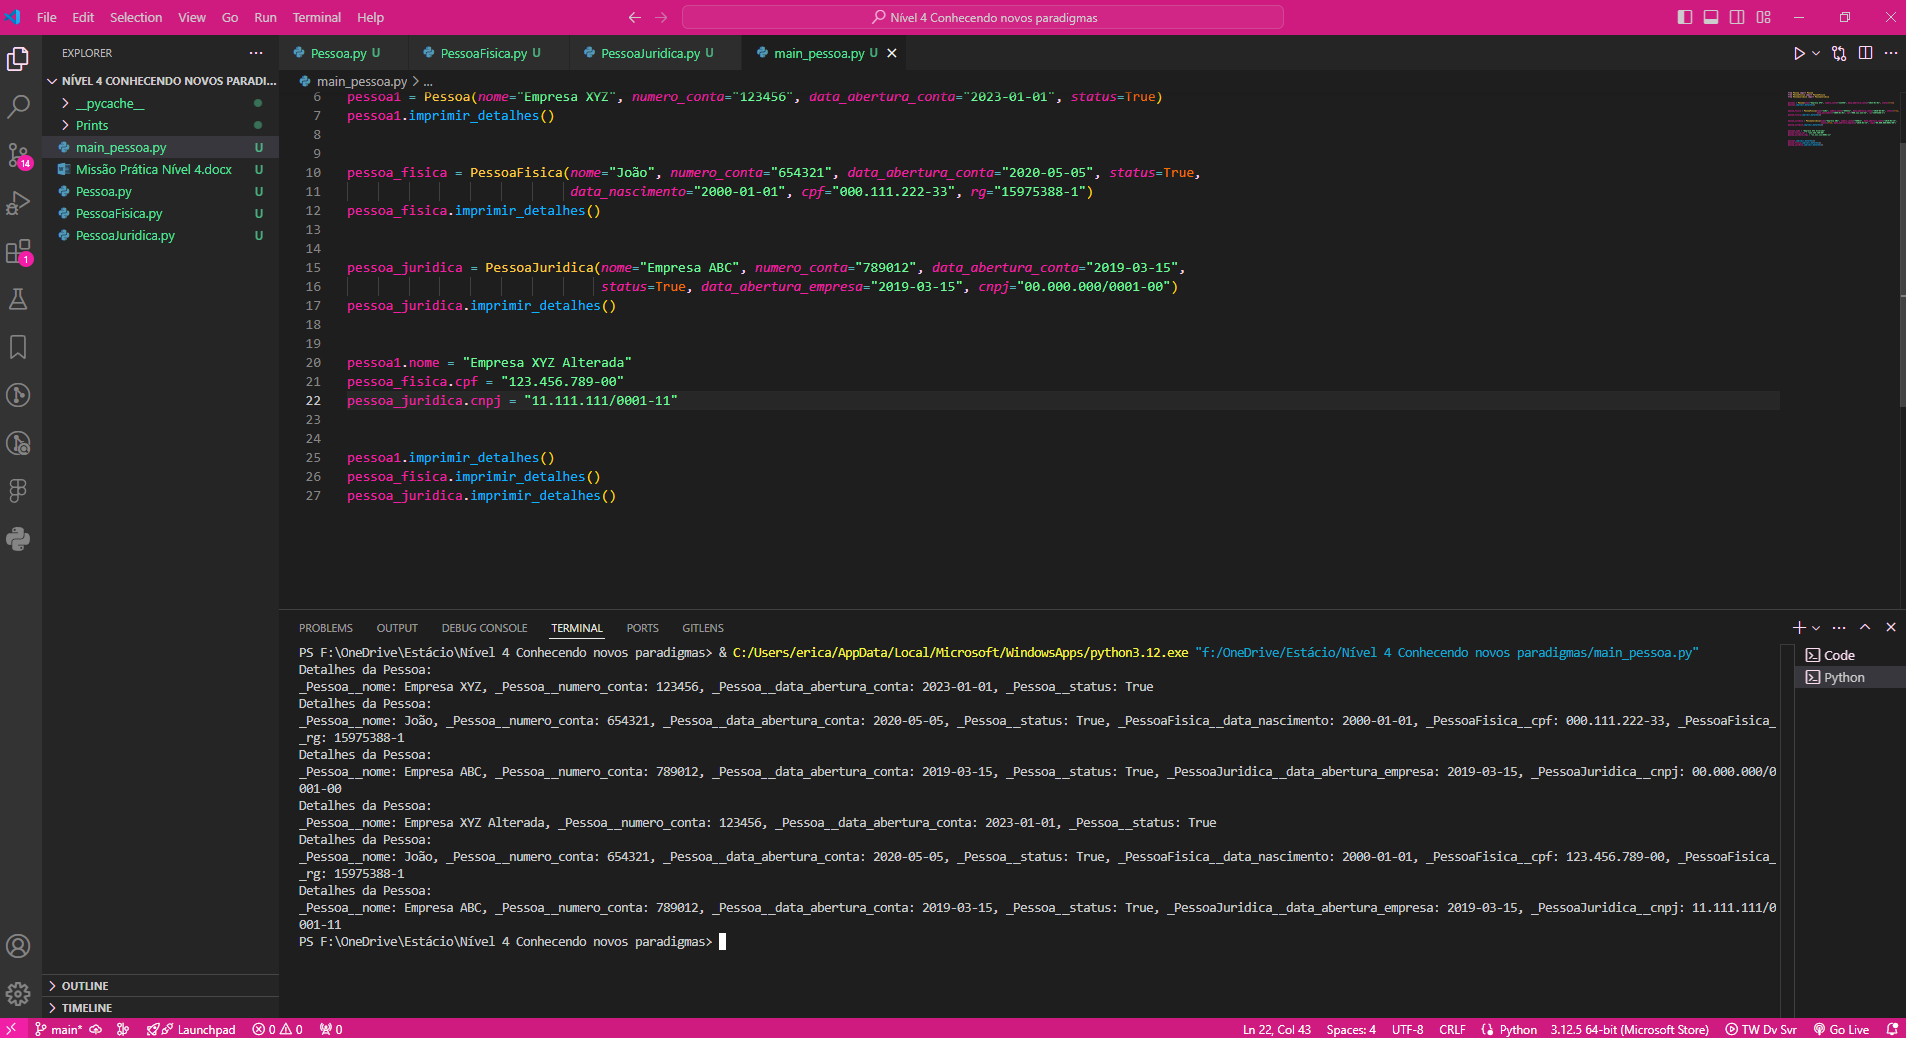 File Edit Selection View Go Run Terminal Help
Nível 4 Conhecendo novos paradigmas
EXPLORER
NÍVEL 4 CONHECENDO NOVOS PARADI...
__pycache__
Prints
main_pessoa.py U
Missão Prática Nível 4.docx U
Pessoa.py U
PessoaFisica.py U
PessoaJuridica.py U
14
1
OUTLINE
TIMELINE
Pessoa.py U PessoaFisica.py U PessoaJuridica.py U main_pessoa.py U
main_pessoa.py > ...
6 pessoa1 = Pessoa(nome="Empresa XYZ", numero_conta="123456", data_abertura_conta="2023-01-01", status=True)
7 pessoa1.imprimir_detalhes()
8
9
10 pessoa_fisica = PessoaFisica(nome="João", numero_conta="654321", data_abertura_conta="2020-05-05", status=True,
11 data_nascimento="2000-01-01", cpf="000.111.222-33", rg="15975388-1")
12 pessoa_fisica.imprimir_detalhes()
13
14
15 pessoa_juridica = PessoaJuridica(nome="Empresa ABC", numero_conta="789012", data_abertura_conta="2019-03-15",
16 status=True, data_abertura_empresa="2019-03-15", cnpj="00.000.000/0001-00")
17 pessoa_juridica.imprimir_detalhes()
18
19
20 pessoa1.nome = "Empresa XYZ Alterada"
21 pessoa_fisica.cpf = "123.456.789-00"
22 pessoa_juridica.cnpj = "11.111.111/0001-11"
23
24
25 pessoa1.imprimir_detalhes()
26 pessoa_fisica.imprimir_detalhes()
27 pessoa_juridica.imprimir_detalhes()
PROBLEMS OUTPUT DEBUG CONSOLE TERMINAL PORTS GITLENS
PS F:\OneDrive\Estácio\Nível 4 Conhecendo novos paradigmas> & C:/Users/erica/AppData/Local/Microsoft/WindowsApps/python3.12.exe "f:/OneDrive/Estácio/Nível 4 Conhecendo novos paradigmas/main_pessoa.py"
Detalhes da Pessoa:
_Pessoa__nome: Empresa XYZ, _Pessoa__numero_conta: 123456, _Pessoa__data_abertura_conta: 2023-01-01, _Pessoa__status: True
Detalhes da Pessoa:
_Pessoa__nome: João, _Pessoa__numero_conta: 654321, _Pessoa__data_abertura_conta: 2020-05-05, _Pessoa__status: True, _PessoaFisica__data_nascimento: 2000-01-01, _PessoaFisica__cpf: 000.111.222-33, _PessoaFisica_
_rg: 15975388-1
Detalhes da Pessoa:
_Pessoa__nome: Empresa ABC, _Pessoa__numero_conta: 789012, _Pessoa__data_abertura_conta: 2019-03-15, _Pessoa__status: True, _PessoaJuridica__data_abertura_empresa: 2019-03-15, _PessoaJuridica__cnpj: 00.000.000/0
001-00
Detalhes da Pessoa:
_Pessoa__nome: Empresa XYZ Alterada, _Pessoa__numero_conta: 123456, _Pessoa__data_abertura_conta: 2023-01-01, _Pessoa__status: True
Detalhes da Pessoa:
_Pessoa__nome: João, _Pessoa__numero_conta: 654321, _Pessoa__data_abertura_conta: 2020-05-05, _Pessoa__status: True, _PessoaFisica__data_nascimento: 2000-01-01, _PessoaFisica__cpf: 123.456.789-00, _PessoaFisica_
_rg: 15975388-1
Detalhes da Pessoa:
_Pessoa__nome: Empresa ABC, _Pessoa__numero_conta: 789012, _Pessoa__data_abertura_conta: 2019-03-15, _Pessoa__status: True, _PessoaJuridica__data_abertura_empresa: 2019-03-15, _PessoaJuridica__cnpj: 11.111.111/0
001-11
PS F:\OneDrive\Estácio\Nível 4 Conhecendo novos paradigmas>
Code
Python
main* Launchpad 0 0 0 Ln 22, Col 43 Spaces: 4 UTF-8 CRLF Python 3.12.5 64-bit (Microsoft Store) TW Dv Svr Go Live